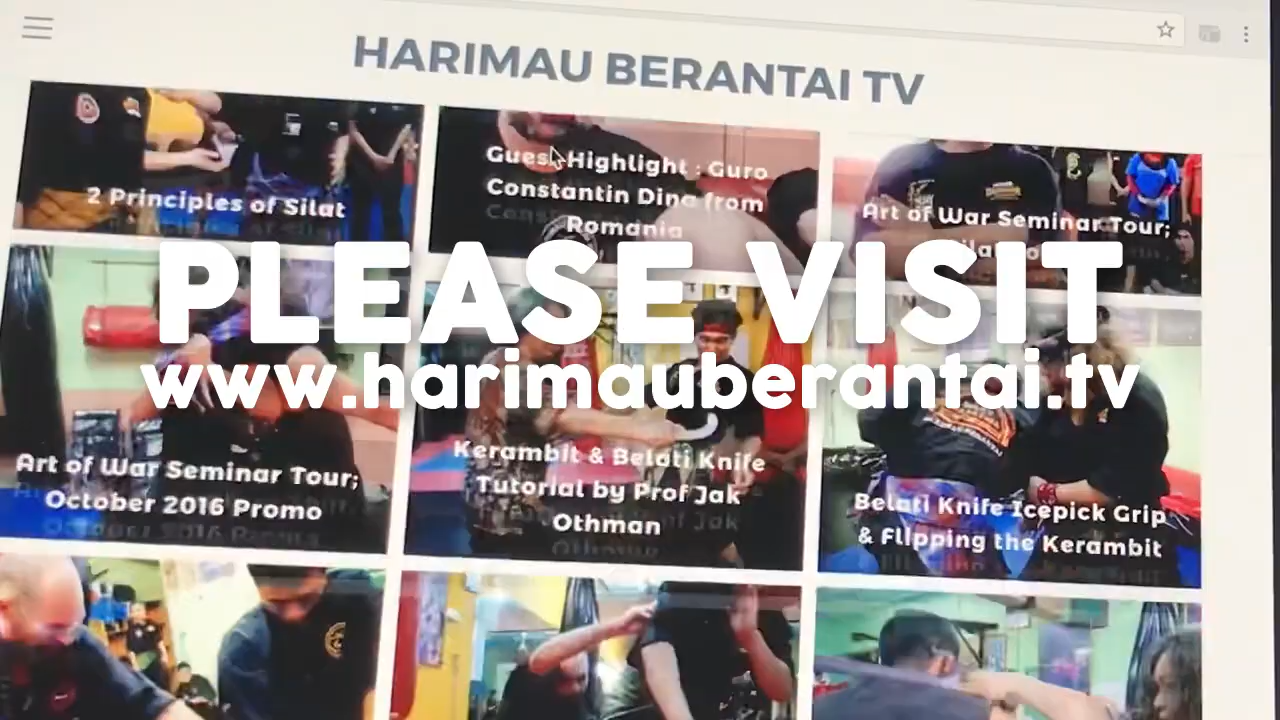 HARIMAU BERANTAI TV
2 Principles of Silat
Guest Highlight : Guro
Constantin Dina from
Romania
Art of War Seminar Tour;
PLEASE VISIT
www.harimauberantai.tv
Art of War Seminar Tour;
October 2016 Promo
Kerambit & Belati Knife
Tutorial by Prof Jak
Othman
Belati Knife Icepick Grip
& Flipping the Kerambit